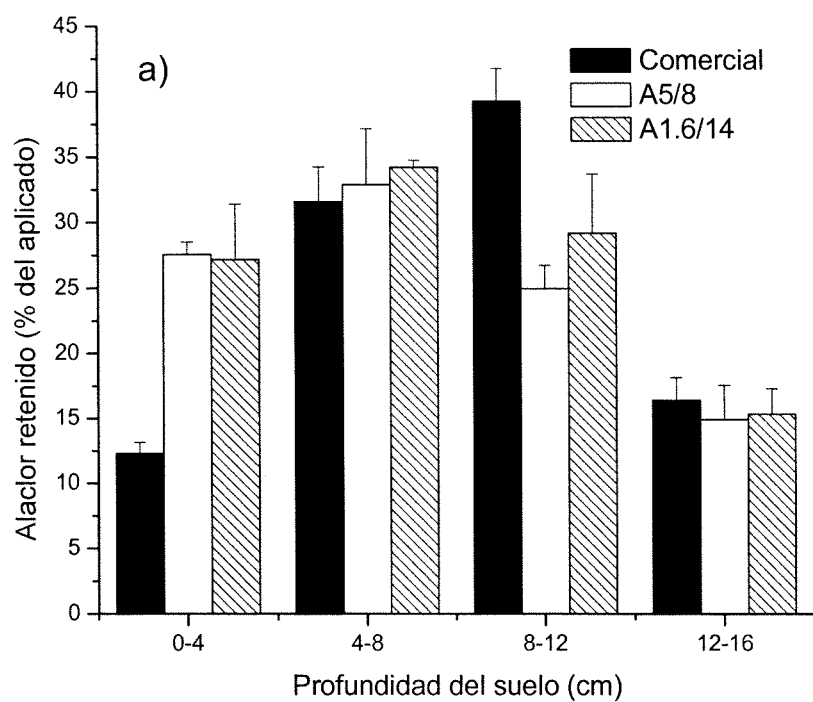 a)
Comercial
A5/8
A1.6/14
Alaclor retenido (% del aplicado)
45
40
35
30
25
20
15
10
5
0
0-4 4-8 8-12 12-16
Profundidad del suelo (cm)